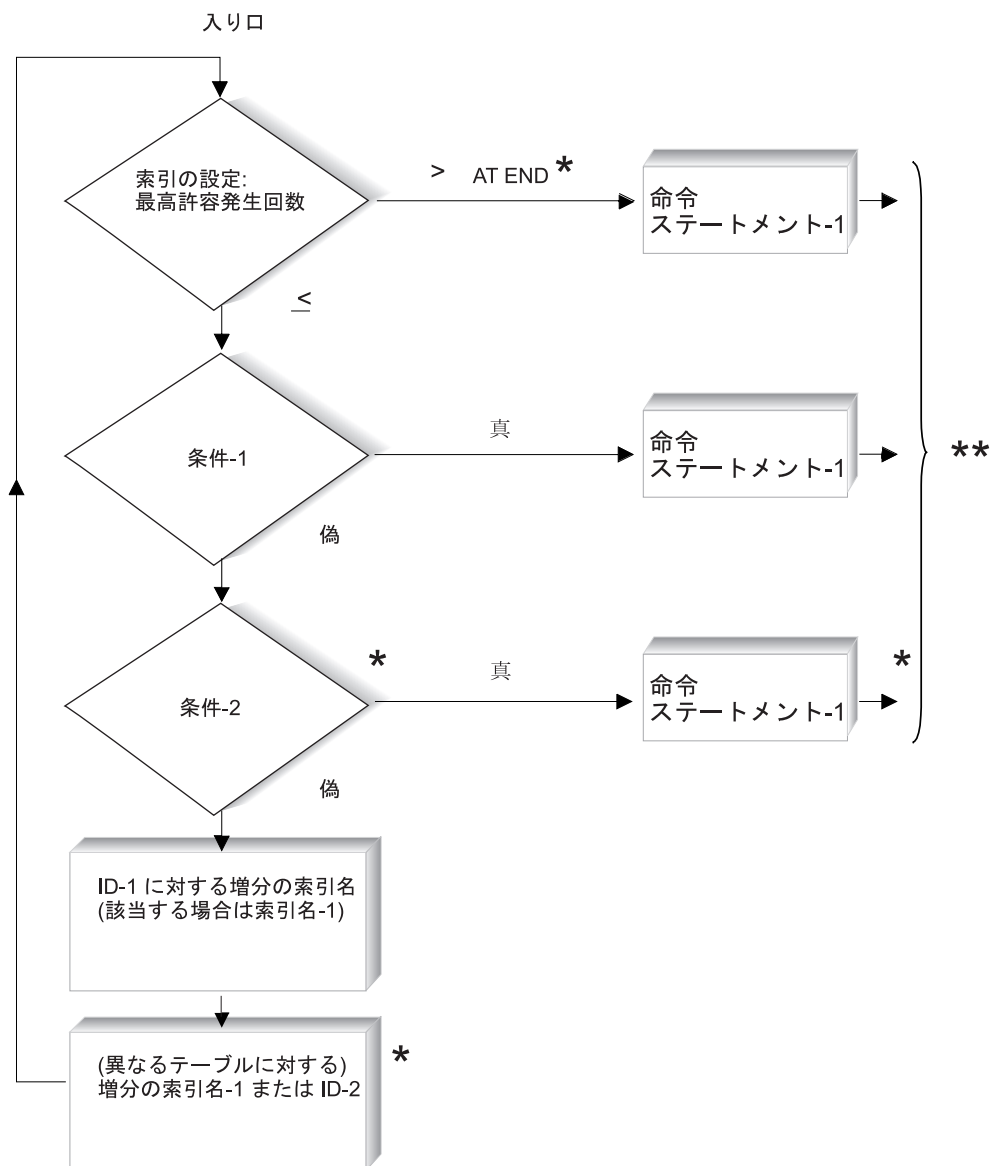 入り口
索引の設定:
最高許容発生回数
> AT END *
命令
ステートメント-1
≤
条件-1
真
命令
ステートメント-1
**
偽
条件-2
*
真
命令
ステートメント-1
*
偽
ID-1 に対する増分の索引名
(該当する場合は索引名-1)
(異なるテーブルに対する)
増分の索引名-1 または ID-2
*